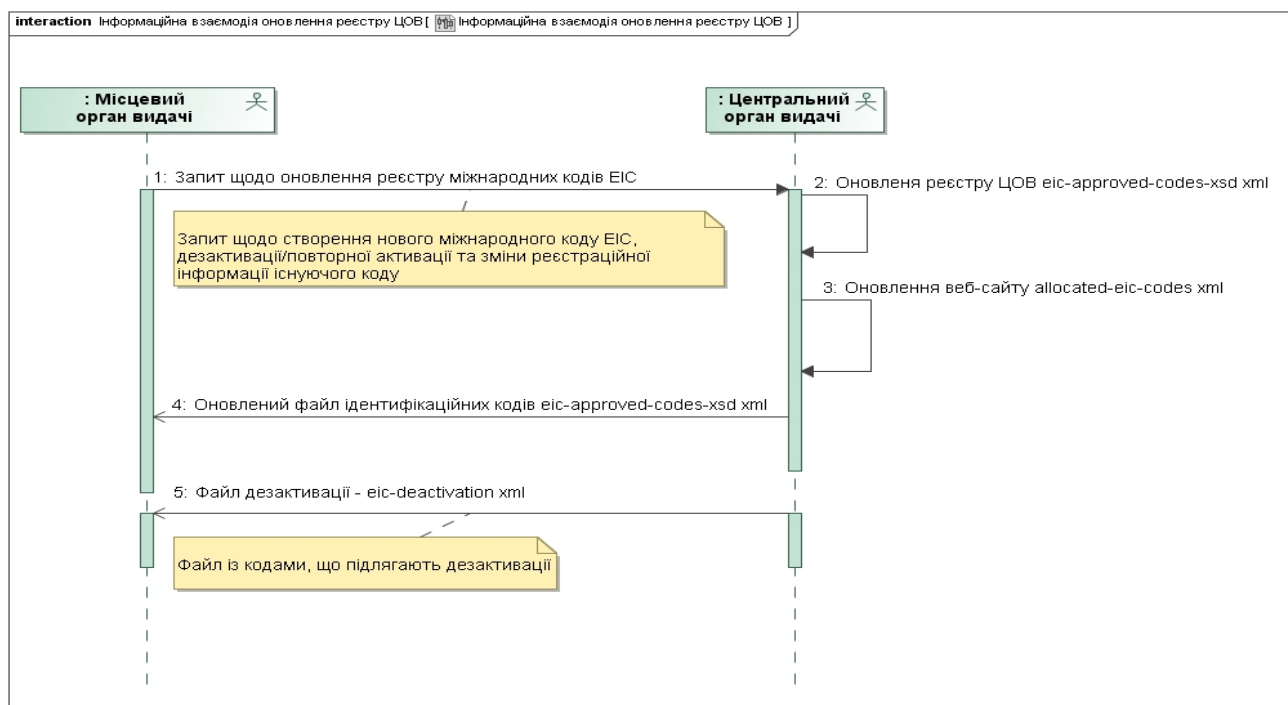 interaction Інформаційна взаємодія оновлення реєстру ЦОВ[ Інформаційна взаємодія оновлення реєстру ЦОВ ]
: Місцевий
орган видачі
: Центральний
орган видачі
1: Запит щодо оновлення реєстру міжнародних кодів ЕІС
2: Оновленя реєстру ЦОВ eic-approved-codes-xsd xml
Запит щодо створення нового міжнародного коду ЕІС,
дезактивації/повторної активації та зміни реєстраційної
інформації існуючого коду
3: Оновлення веб-сайту allocated-eic-codes xml
4: Оновлений файл ідентифікаційних кодів eic-approved-codes-xsd xml
5: Файл дезактивації - eic-deactivation xml
Файл із кодами, що підлягають дезактивації